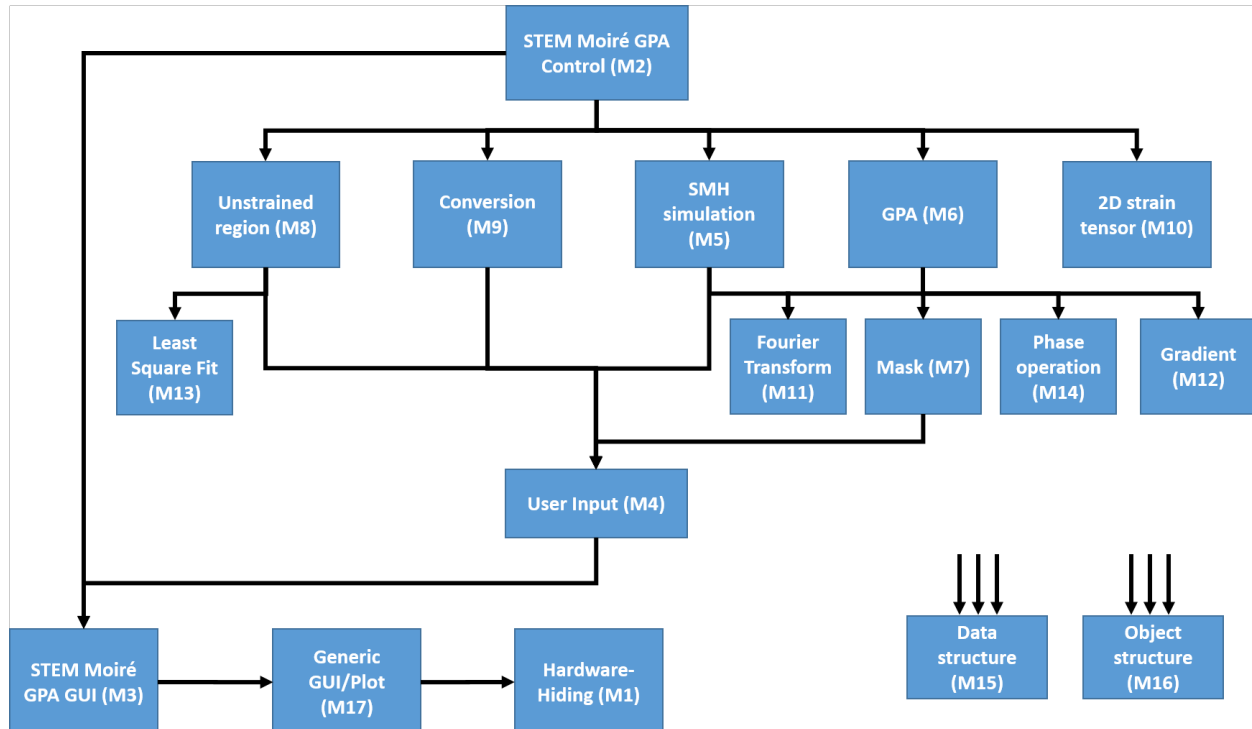 STEM Moiré GPA
Control (M2)
Unstrained
region (M8)
Conversion
(M9)
SMH
simulation
(M5)
GPA (M6)
2D strain
tensor (M10)
Least
Square Fit
(M13)
Fourier
Transform
(M11)
Mask (M7)
Phase
operation
(M14)
Gradient
(M12)
User Input (M4)
STEM Moiré
GPA GUI (M3)
Generic
GUI/Plot
(M17)
Hardware-
Hiding (M1)
Data
structure
(M15)
Object
structure
(M16)